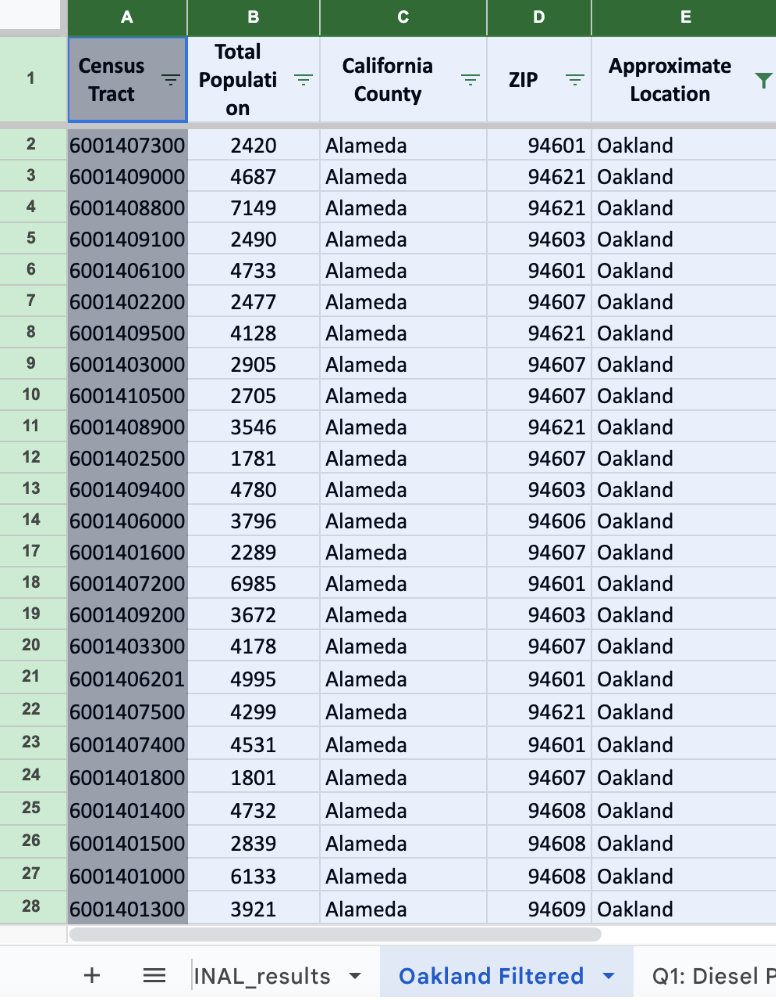 A B C D E
1 Census Tract Total Populati on California County ZIP Approximate Location
2 6001407300 2420 Alameda 94601 Oakland
3 6001409000 4687 Alameda 94621 Oakland
4 6001408800 7149 Alameda 94621 Oakland
5 6001409100 2490 Alameda 94603 Oakland
6 6001406100 4733 Alameda 94601 Oakland
7 6001402200 2477 Alameda 94607 Oakland
8 6001409500 4128 Alameda 94621 Oakland
9 6001403000 2905 Alameda 94607 Oakland
10 6001410500 2705 Alameda 94607 Oakland
11 6001408900 3546 Alameda 94621 Oakland
12 6001402500 1781 Alameda 94607 Oakland
13 6001409400 4780 Alameda 94603 Oakland
14 6001406000 3796 Alameda 94606 Oakland
17 6001401600 2289 Alameda 94607 Oakland
18 6001407200 6985 Alameda 94601 Oakland
19 6001409200 3672 Alameda 94603 Oakland
20 6001403300 4178 Alameda 94607 Oakland
21 6001406201 4995 Alameda 94601 Oakland
22 6001407500 4299 Alameda 94621 Oakland
23 6001407400 4531 Alameda 94601 Oakland
24 6001401800 1801 Alameda 94607 Oakland
25 6001401400 4732 Alameda 94608 Oakland
26 6001401500 2839 Alameda 94608 Oakland
27 6001401000 6133 Alameda 94608 Oakland
28 6001401300 3921 Alameda 94609 Oakland
INAL_results Oakland Filtered Q1: Diesel P